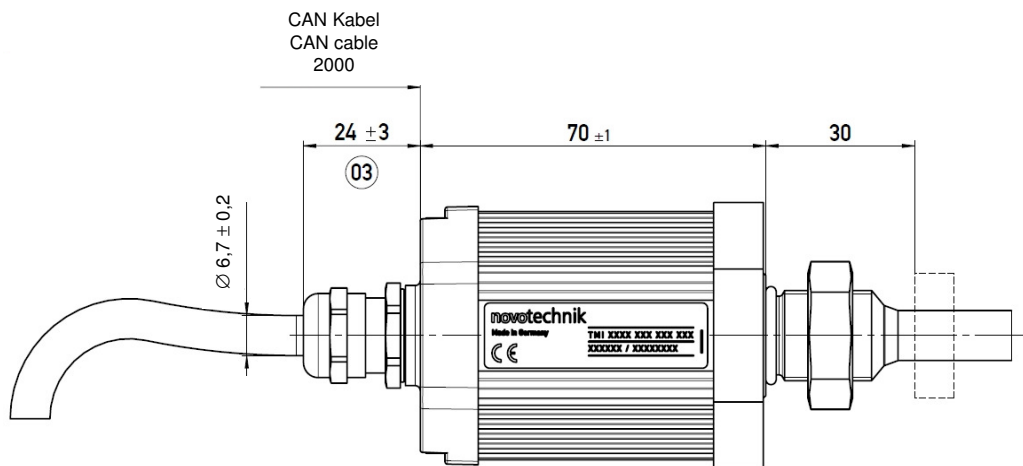 CAN Kabel
CAN cable
2000
24 ±3
70 ±1
30
03
Ø 6,7 ± 0,2
novotechnik
Made in Germany
CE
TMI XXXX XXX XXX XXX
XXXXXX / XXXXXXXX